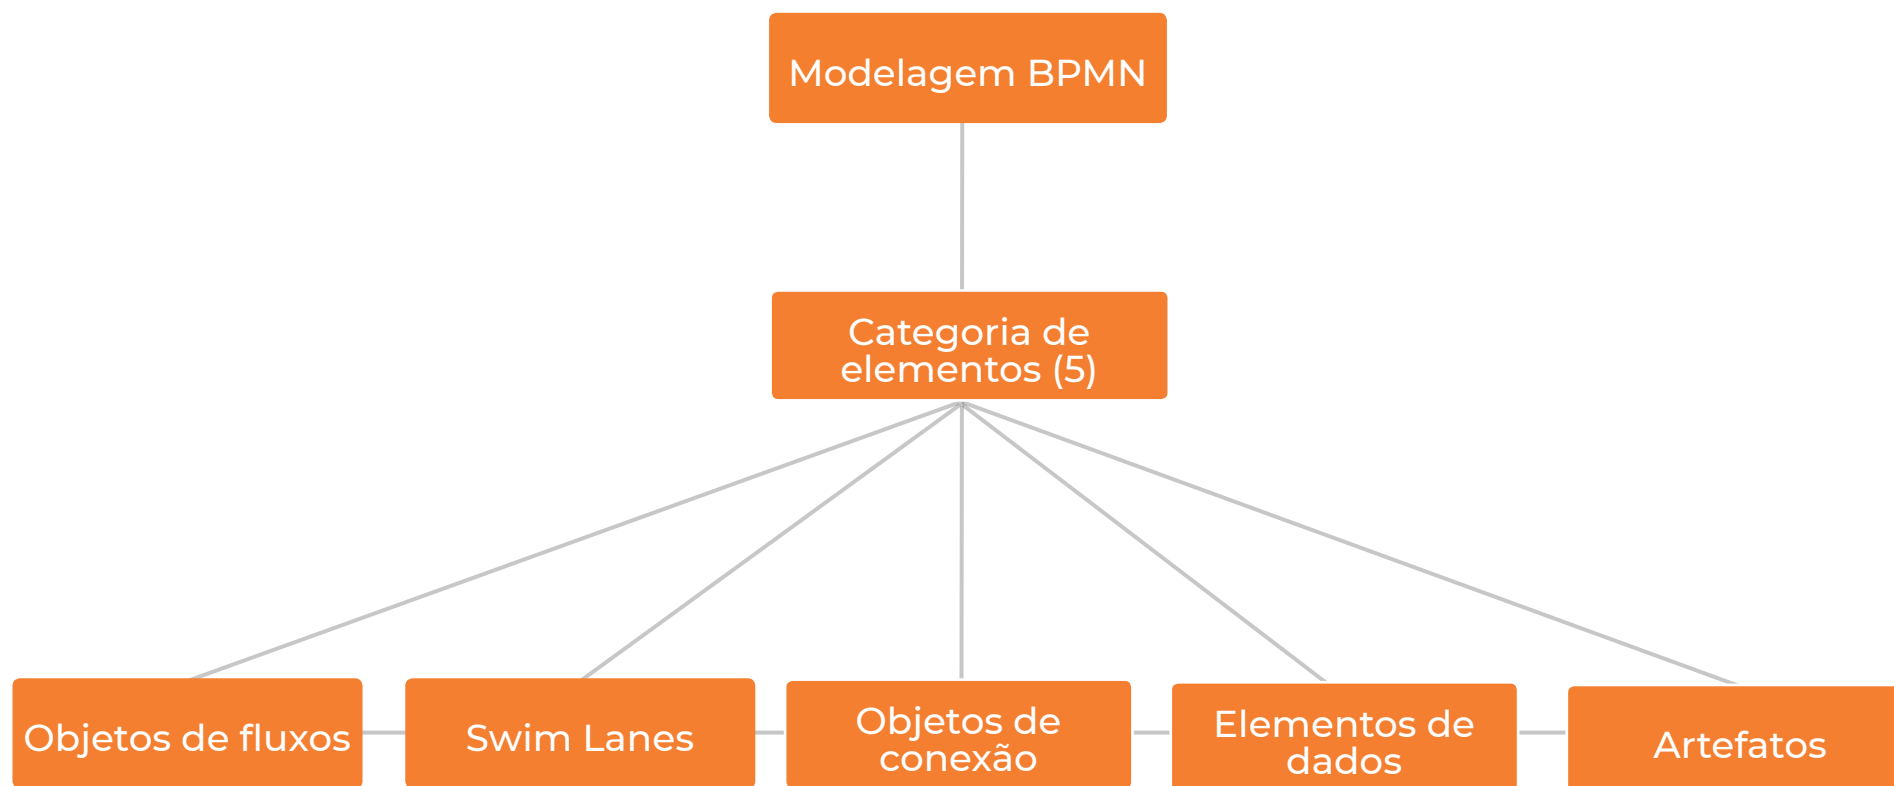 Modelagem BPMN
Categoria de
elementos (5)
Objetos de fluxos
Swim Lanes
Objetos de
conexão
Elementos de
dados
Artefatos